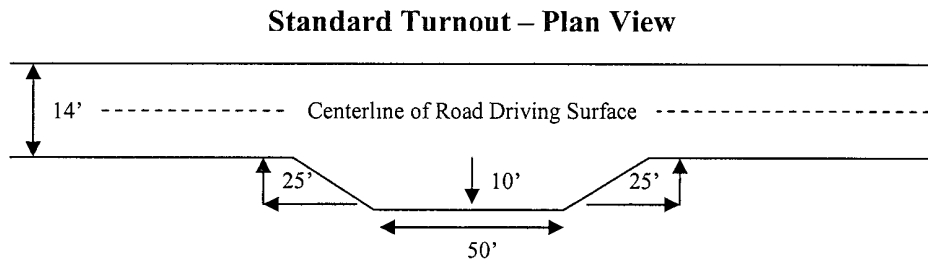 Standard Turnout – Plan View
14’
Centerline of Road Driving Surface
25’
10’
25’
50’